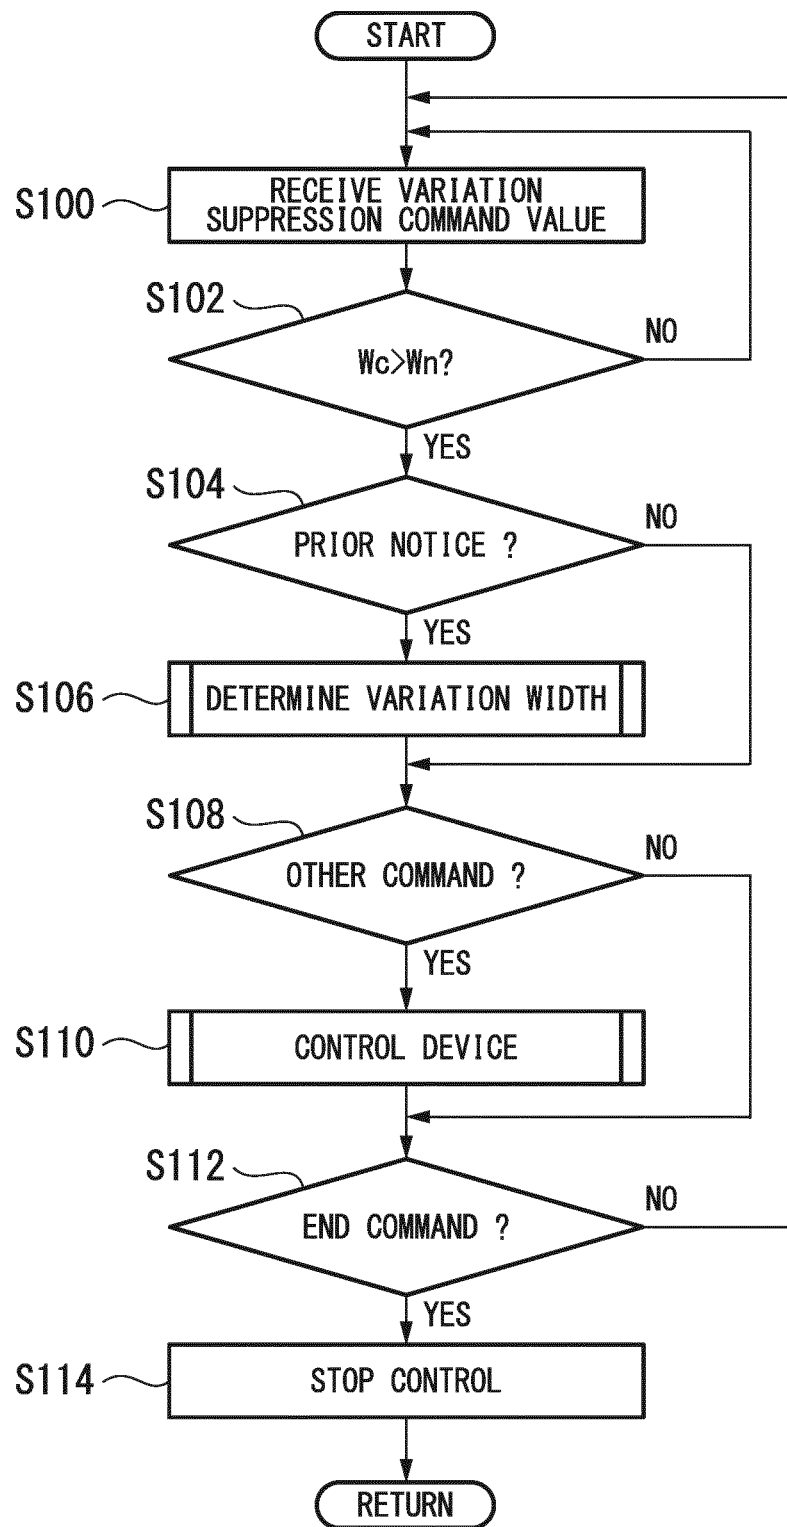 START
S100
RECEIVE VARIATION
SUPPRESSION COMMAND VALUE
S102
Wc>Wn?
NO
YES
S104
PRIOR NOTICE ?
NO
YES
S106
DETERMINE VARIATION WIDTH
S108
OTHER COMMAND ?
NO
YES
S110
CONTROL DEVICE
S112
END COMMAND ?
NO
YES
S114
STOP CONTROL
RETURN